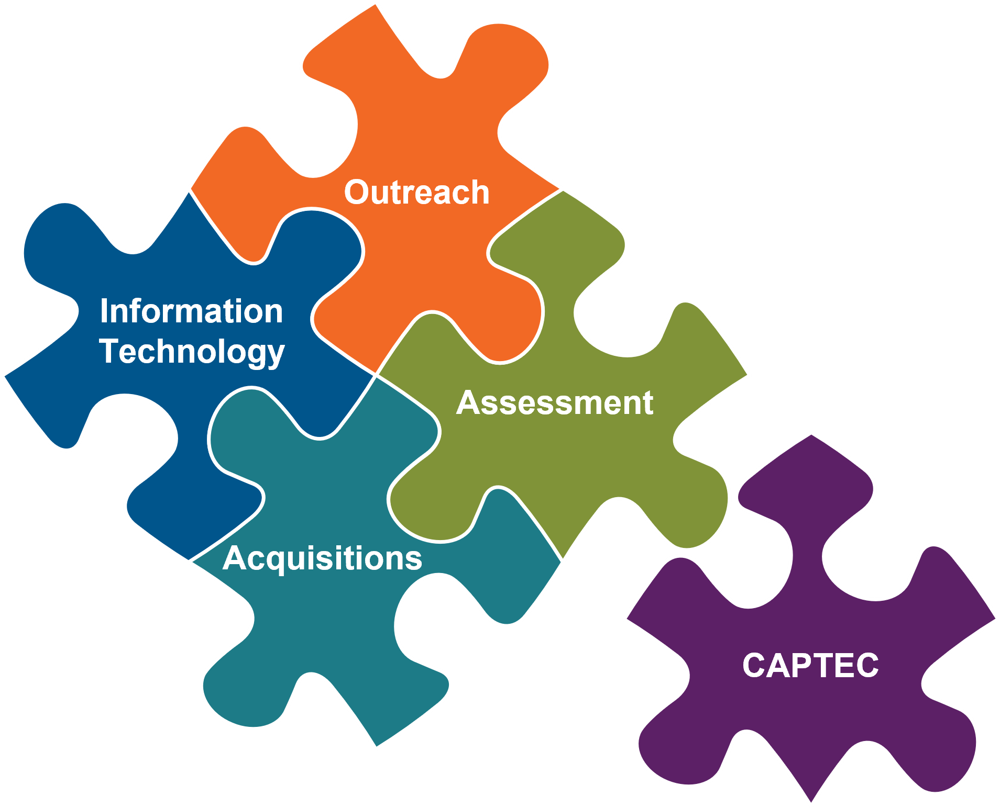 Outreach
Information
Technology
Assessment
Acquisitions
CAPTEC